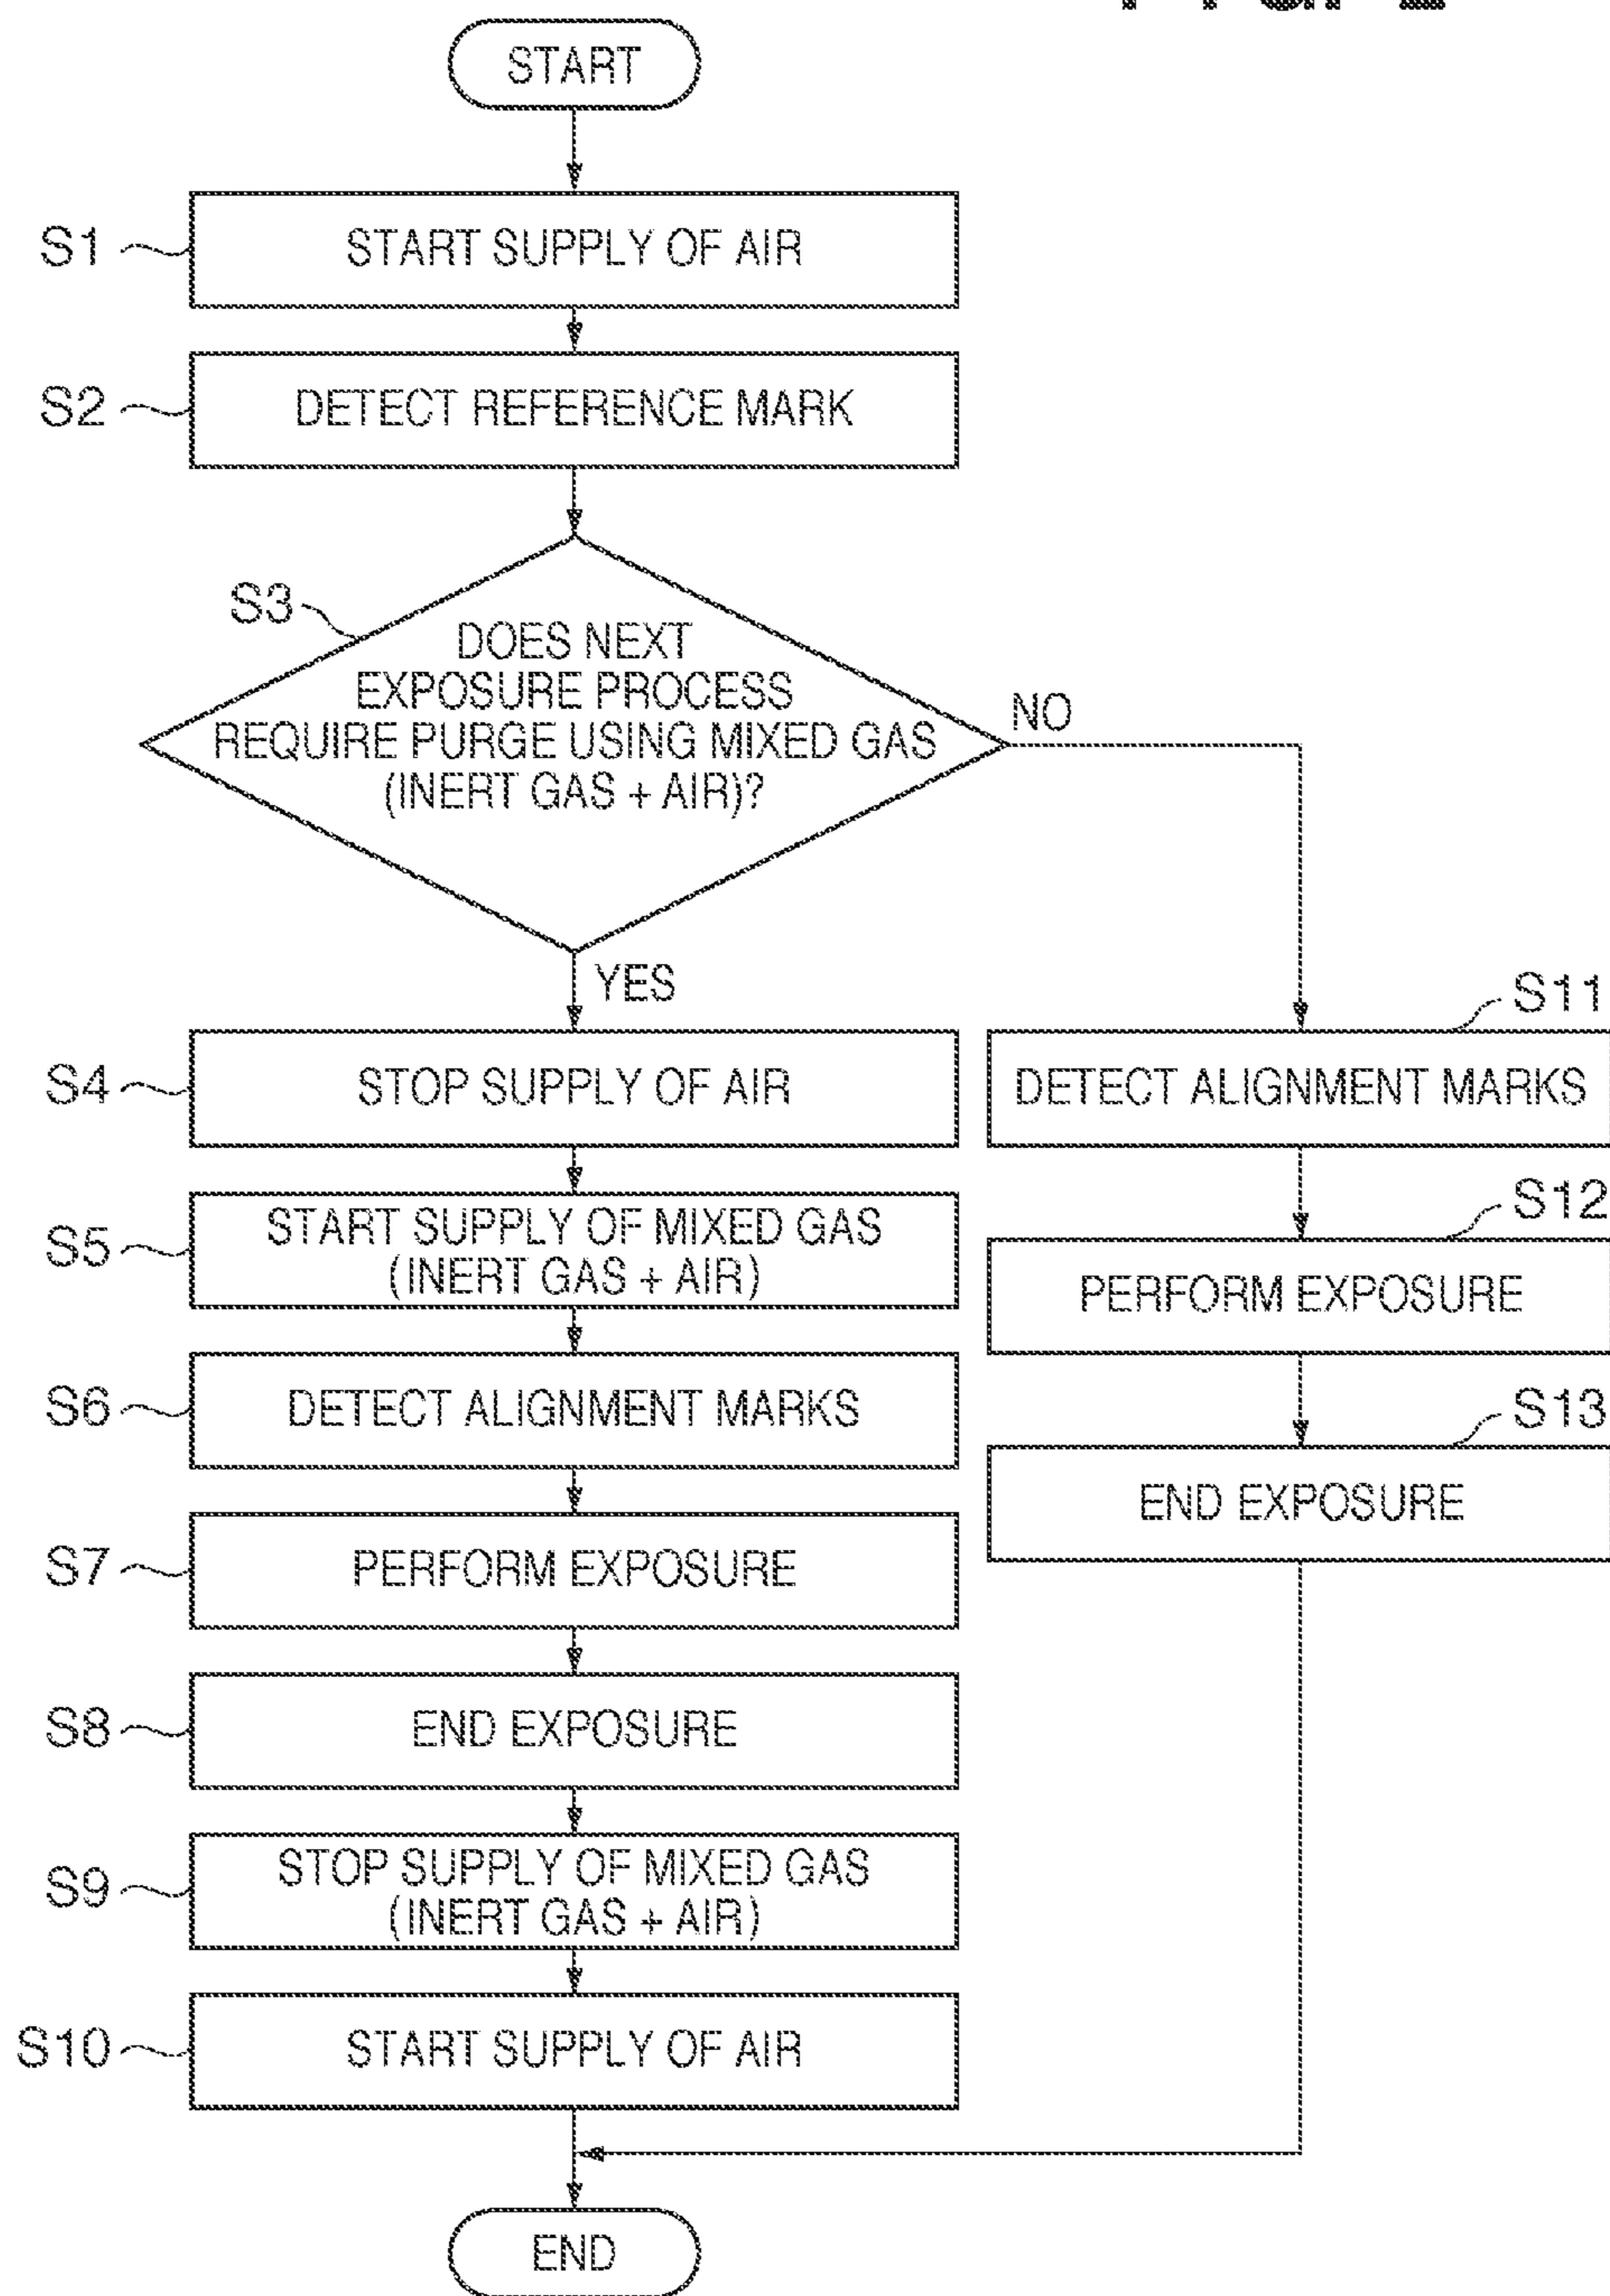 START
S1
START SUPPLY OF AIR
S2
DETECT REFERENCE MARK
S3
DOES NEXT
EXPOSURE PROCESS
REQUIRE PURGE USING MIXED GAS
(INERT GAS + AIR)?
NO
YES
S4
STOP SUPPLY OF AIR
S5
START SUPPLY OF MIXED GAS
(INERT GAS + AIR)
S6
DETECT ALIGNMENT MARKS
S7
PERFORM EXPOSURE
S8
END EXPOSURE
S9
STOP SUPPLY OF MIXED GAS
(INERT GAS + AIR)
S10
START SUPPLY OF AIR
S11
DETECT ALIGNMENT MARKS
S12
PERFORM EXPOSURE
S13
END EXPOSURE
END